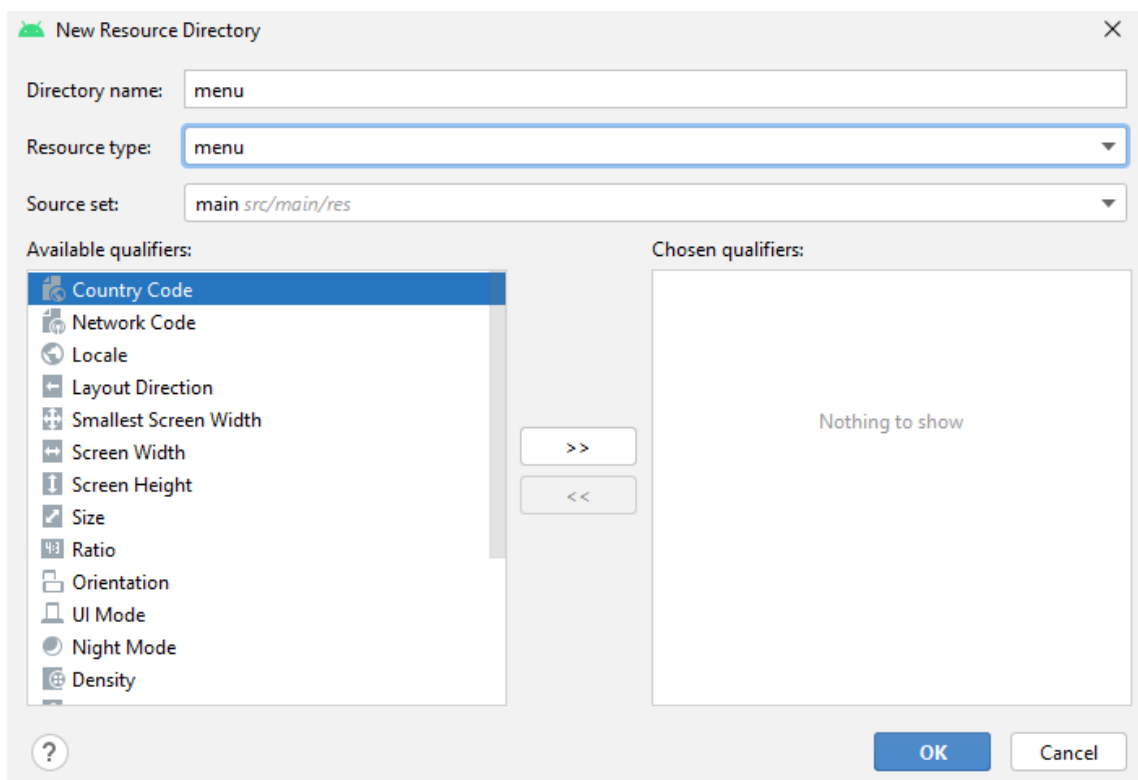 New Resource Directory
Directory name: menu
Resource type: menu
Source set: main src/main/res
Available qualifiers:
Chosen qualifiers:
Country Code
Network Code
Locale
Layout Direction
Smallest Screen Width
Screen Width
Screen Height
Size
Ratio
Orientation
UI Mode
Night Mode
Density
>>
<<
Nothing to show
?
OK
Cancel